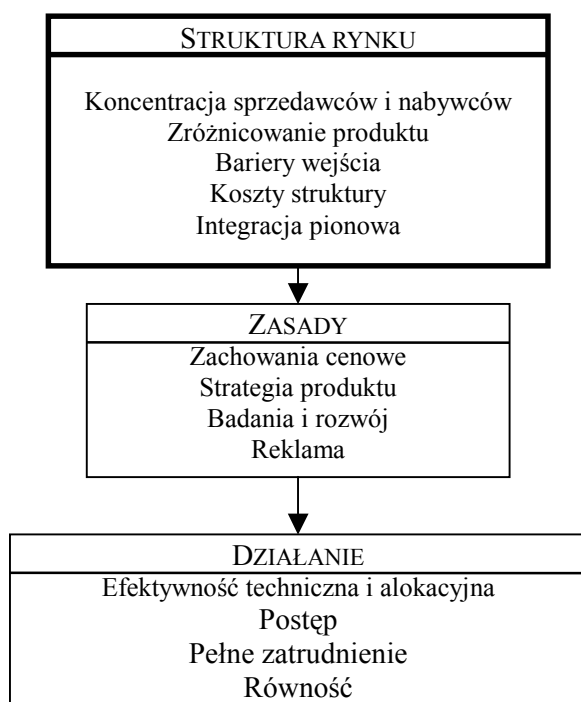 STRUKTURA RYNKU
Koncentracja sprzedawców i nabywców
Zróżnicowanie produktu
Bariery wejścia
Koszty struktury
Integracja pionowa
ZASADY
Zachowania cenowe
Strategia produktu
Badania i rozwój
Reklama
DZIAŁANIE
Efektywność techniczna i alokacyjna
Postęp
Pełne zatrudnienie
Równość